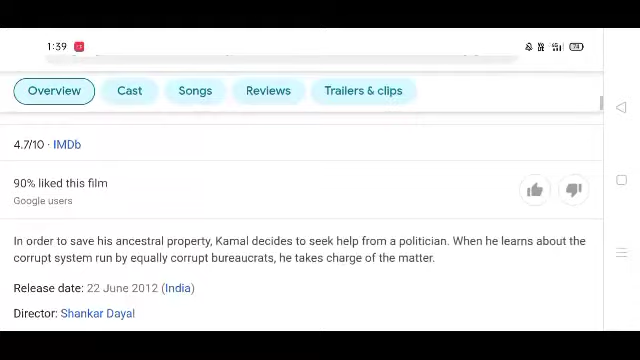 1:39
Overview Cast Songs Reviews Trailers & clips
4.7/10 · IMDb
90% liked this film
Google users
In order to save his ancestral property, Kamal decides to seek help from a politician. When he learns about the
corrupt system run by equally corrupt bureaucrats, he takes charge of the matter.
Release date: 22 June 2012 (India)
Director: Shankar Dayal